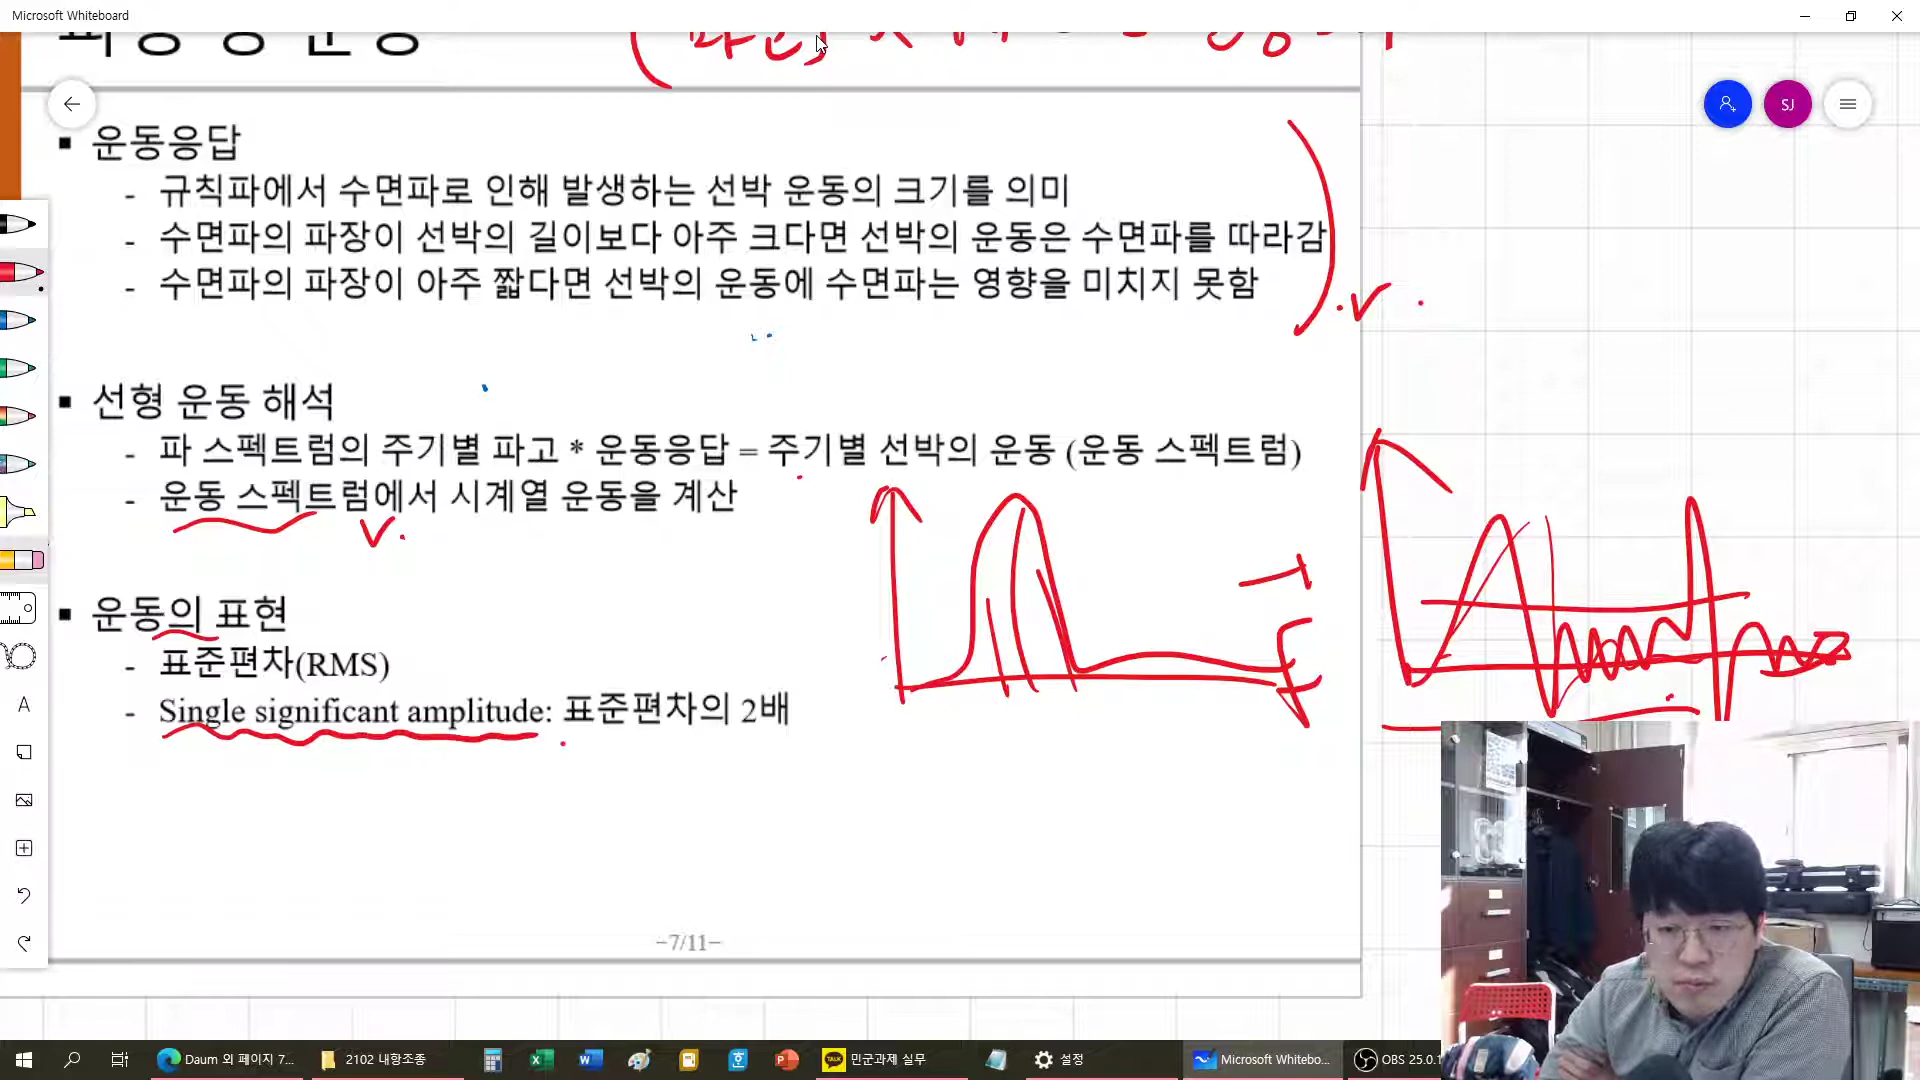 Microsoft Whiteboard
파랑 중 운동
SJ
▪ 운동응답
- 규칙파에서 수면파로 인해 발생하는 선박 운동의 크기를 의미
- 수면파의 파장이 선박의 길이보다 아주 크다면 선박의 운동은 수면파를 따라감
- 수면파의 파장이 아주 짧다면 선박의 운동에 수면파는 영향을 미치지 못함
▪ 선형 운동 해석
- 파 스펙트럼의 주기별 파고 * 운동응답 = 주기별 선박의 운동 (운동 스펙트럼)
- 운동 스펙트럼에서 시계열 운동을 계산
▪ 운동의 표현
- 표준편차(RMS)
- Single significant amplitude: 표준편차의 2배
A
-7/11-
Daum 외 페이지 7...
2102 내항조종
민군과제 실무
설정
Microsoft Whitebo...
OBS 25.0.1